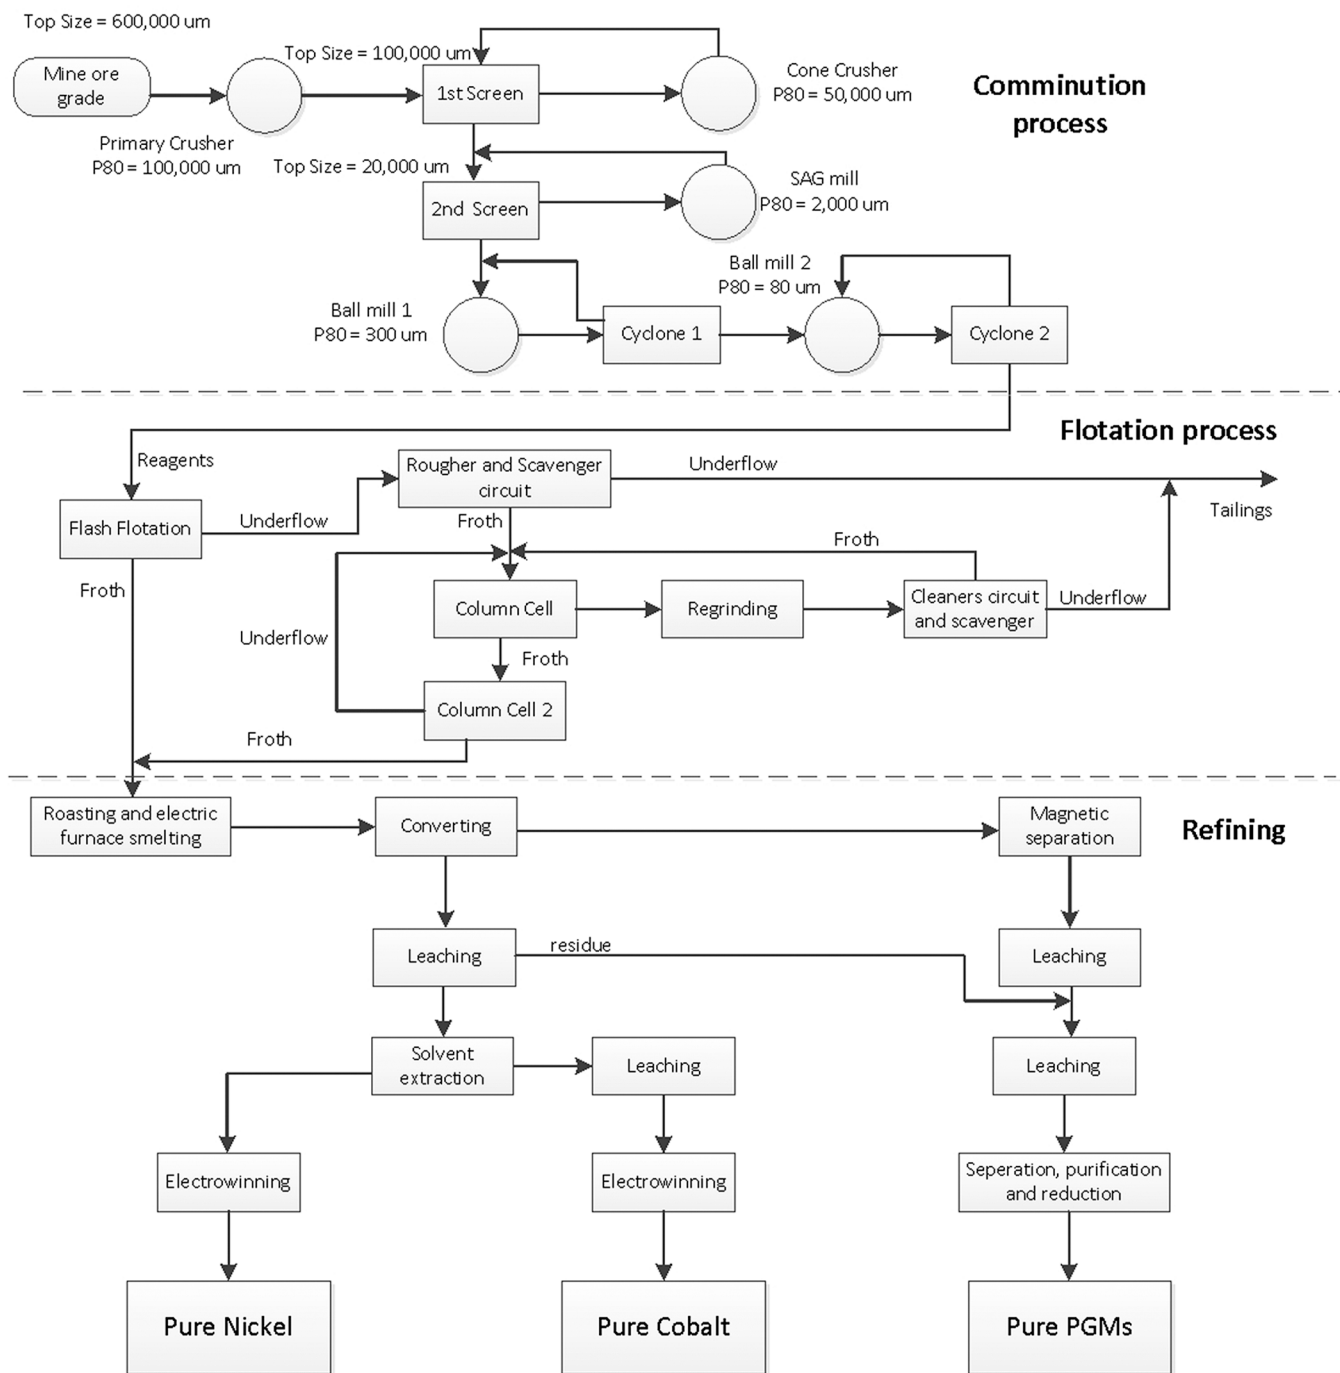 Top Size = 600,000 um
Mine ore
grade
Primary Crusher
P80 = 100,000 um
Top Size = 100,000 um
1st Screen
Cone Crusher
P80 = 50,000 um
Comminution
process
Top Size = 20,000 um
2nd Screen
SAG mill
P80 = 2,000 um
Ball mill 1
P80 = 300 um
Cyclone 1
Ball mill 2
P80 = 80 um
Cyclone 2
Flotation process
Reagents
Flash Flotation
Underflow
Rougher and Scavenger
circuit
Underflow
Tailings
Froth
Froth
Froth
Column Cell
Regrinding
Cleaners circuit
and scavenger
Underflow
Underflow
Froth
Column Cell 2
Froth
Roasting and electric
furnace smelting
Converting
Magnetic
separation
Refining
Leaching
residue
Leaching
Solvent
extraction
Leaching
Leaching
Electrowinning
Electrowinning
Seperation, purification
and reduction
Pure Nickel
Pure Cobalt
Pure PGMs